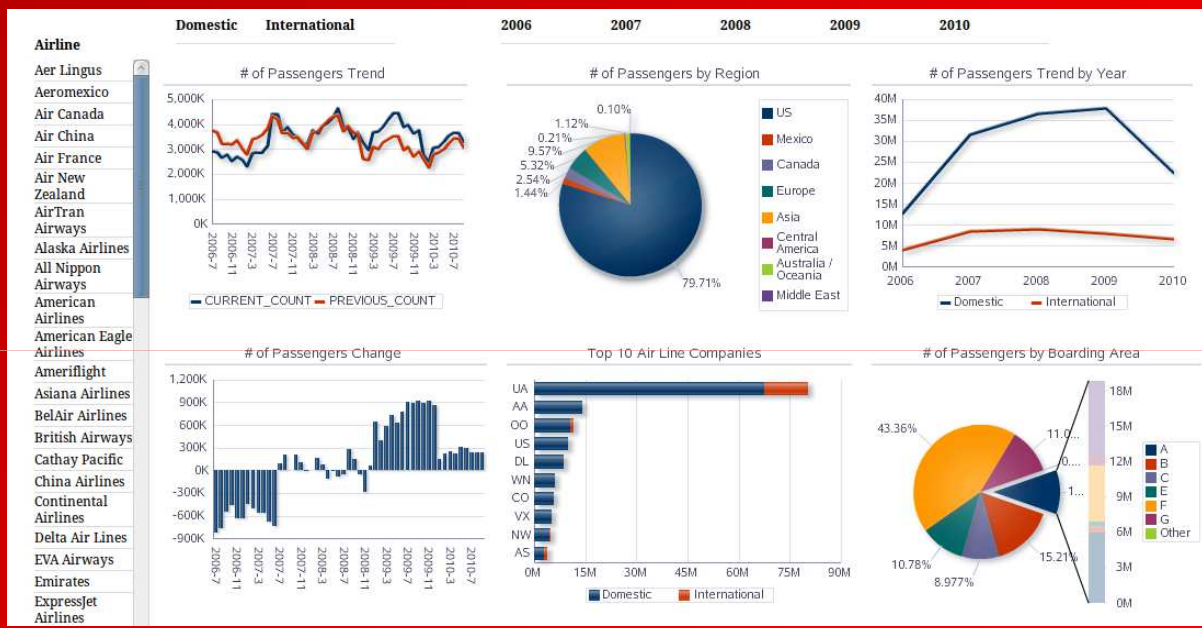 Domestic International 2006 2007 2008 2009 2010
Airline
Aer Lingus
Aeromexico
Air Canada
Air China
Air France
Air New
Zealand
AirTran
Airways
Alaska Airlines
All Nippon
Airways
American
Airlines
American Eagle
Airlines
Ameriflight
Asiana Airlines
BelAir Airlines
British Airways
Cathay Pacific
China Airlines
Continental
Airlines
Delta Air Lines
EVA Airways
Emirates
ExpressJet
Airlines
# of Passengers Trend
5,000K
4,000K
3,000K
2,000K
1,000K
0K
2006-7
2006-11
2007-3
2007-7
2007-11
2008-3
2008-7
2008-11
2009-3
2009-7
2009-11
2010-3
2010-7
CURRENT_COUNT PREVIOUS_COUNT
# of Passengers by Region
0.10%
1.12%
0.21%
9.57%
5.32%
2.54%
1.44%
79.71%
US
Mexico
Canada
Europe
Asia
Central
America
Australia /
Oceania
Middle East
# of Passengers Trend by Year
40M
35M
30M
25M
20M
15M
10M
5M
0M
2006 2007 2008 2009 2010
Domestic International
# of Passengers Change
1,200K
900K
600K
300K
0K
-300K
-600K
-900K
2006-7
2006-11
2007-3
2007-7
2007-11
2008-3
2008-7
2008-11
2009-3
2009-7
2009-11
2010-3
2010-7
Top 10 Air Line Companies
UA
AA
OO
US
DL
WN
CO
VX
NW
AS
0M 15M 30M 45M 60M 75M 90M
Domestic International
# of Passengers by Boarding Area
43.36%
11.0...
0....
1...
15.21%
8.977%
10.78%
18M
15M
12M
9M
6M
3M
0M
A
B
C
E
F
G
Other